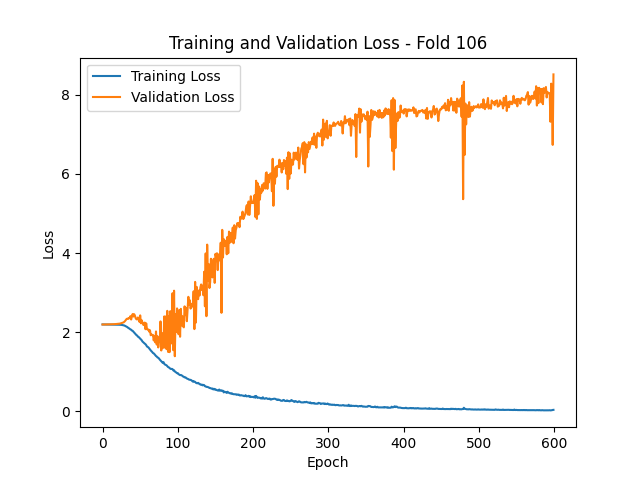 Training and Validation Loss - Fold 106
Training Loss
Validation Loss
8
6
4
2
0
Loss
0 100 200 300 400 500 600
Epoch